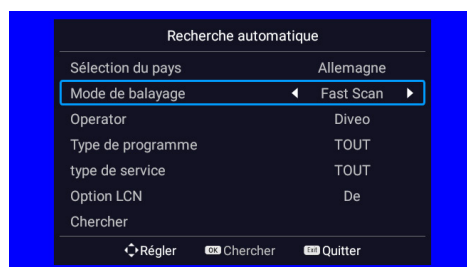 Recherche automatique
Sélection du pays Allemagne
Mode de balayage Fast Scan
Operator Diveo
Type de programme TOUT
type de service TOUT
Option LCN De
Chercher
Régler OK Chercher Exit Quitter